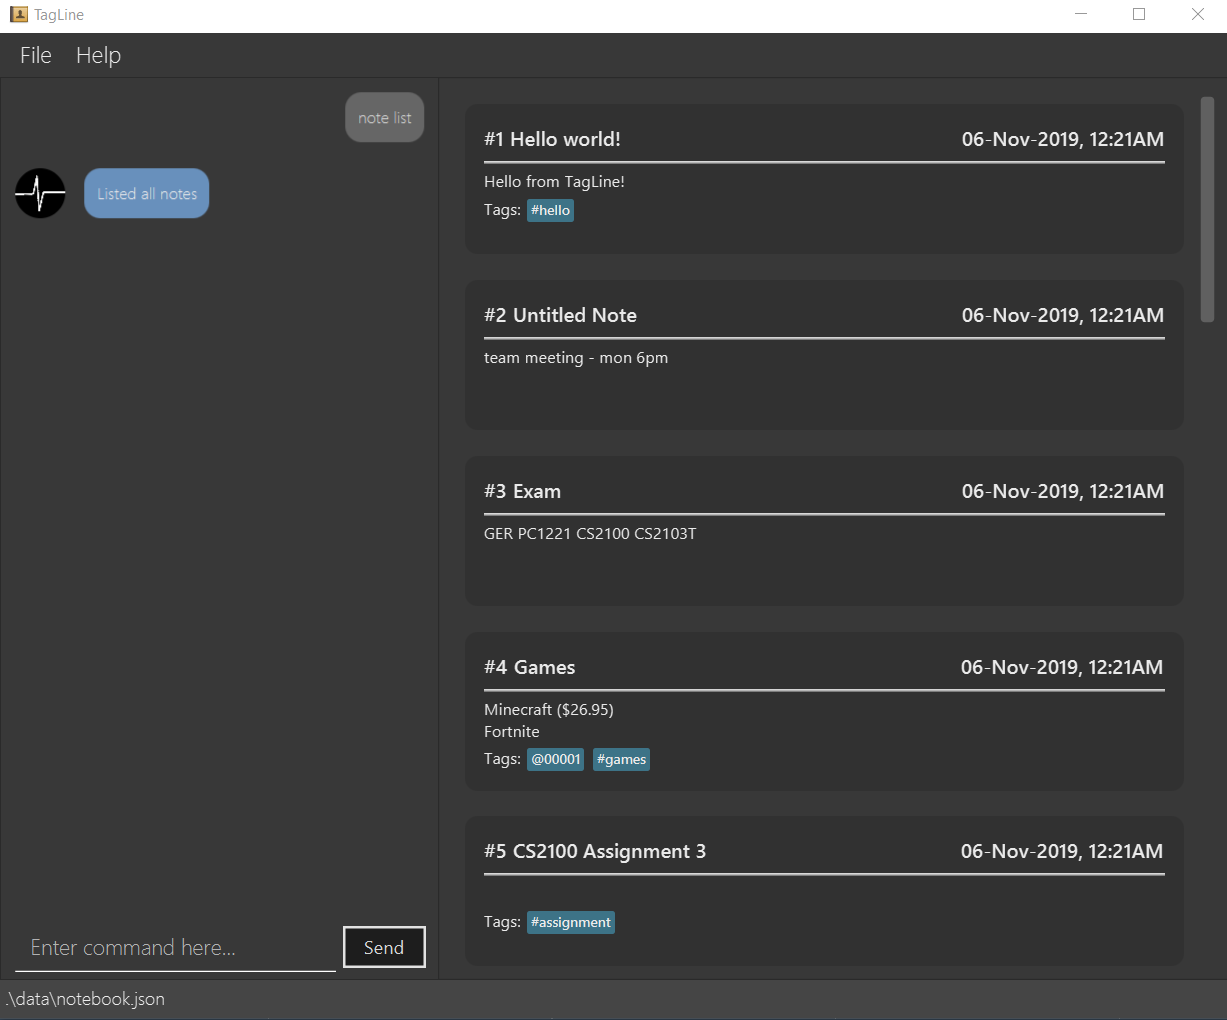 TagLine
File Help
note list
Listed all notes
#1 Hello world! 06-Nov-2019, 12:21AM
Hello from TagLine!
Tags: #hello
#2 Untitled Note 06-Nov-2019, 12:21AM
team meeting - mon 6pm
#3 Exam 06-Nov-2019, 12:21AM
GER PC1221 CS2100 CS2103T
#4 Games 06-Nov-2019, 12:21AM
Minecraft ($26.95)
Fortnite
Tags: @00001 #games
#5 CS2100 Assignment 3 06-Nov-2019, 12:21AM
Tags: #assignment
Enter command here... Send
.\data\notebook.json